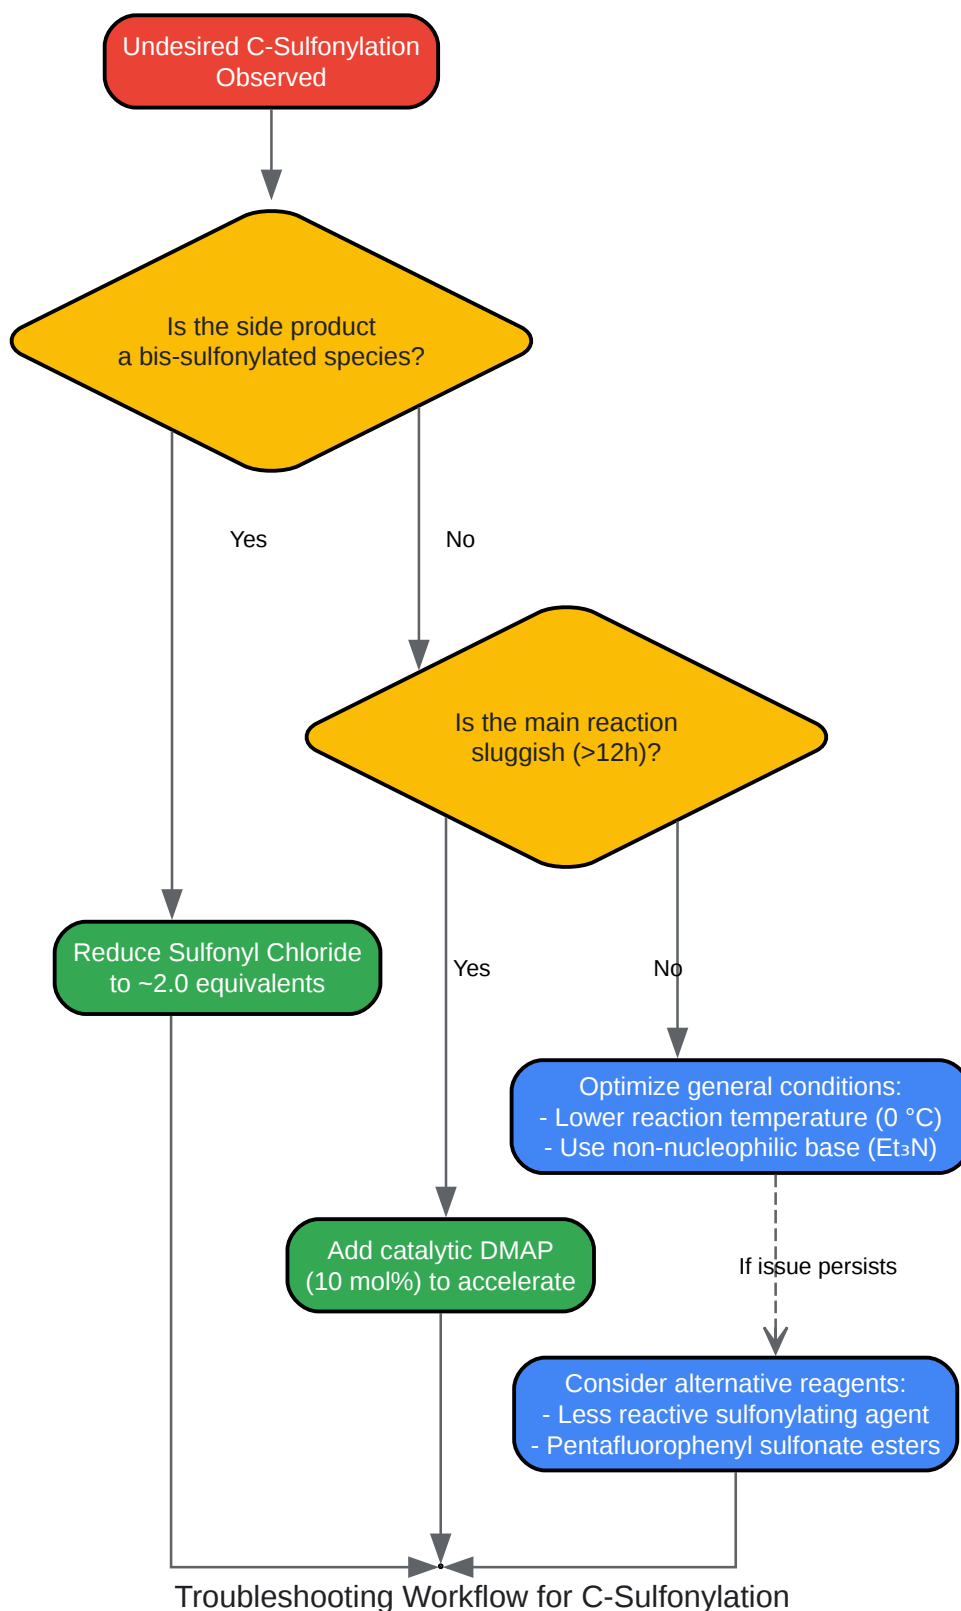 Undesired C-Sulfonylation
Observed
Is the side product
a bis-sulfonylated species?
Yes
No
Is the main reaction
sluggish (>12h)?
Reduce Sulfonyl Chloride
to ~2.0 equivalents
Yes
No
Optimize general conditions:
- Lower reaction temperature (0 °C)
- Use non-nucleophilic base (Et₃N)
Add catalytic DMAP
(10 mol%) to accelerate
If issue persists
Consider alternative reagents:
- Less reactive sulfonylating agent
- Pentafluorophenyl sulfonate esters
Troubleshooting Workflow for C-Sulfonylation